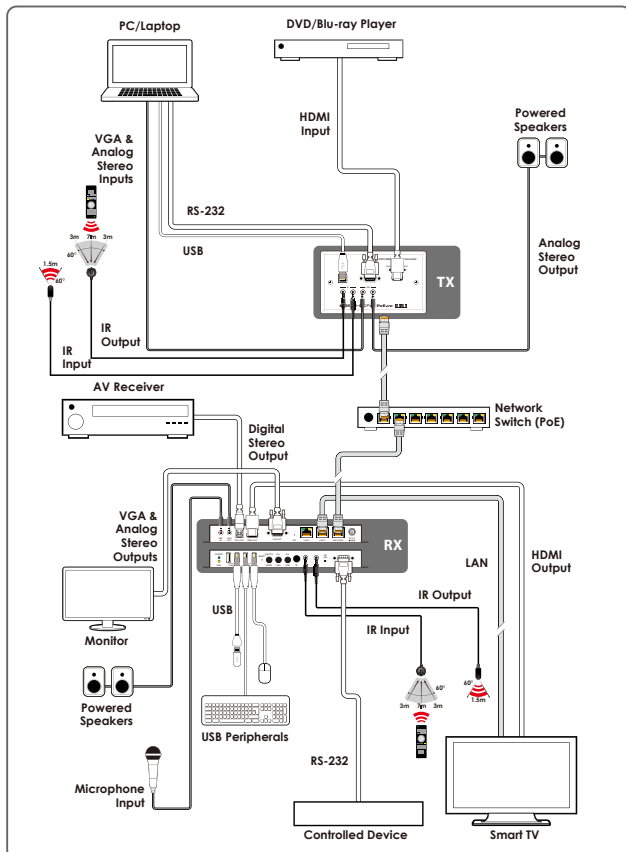 PC/Laptop
DVD/Blu-ray Player
HDMI
Input
Powered
Speakers
VGA &
Analog
Stereo
Inputs
RS-232
USB
3m 7m 3m
60°
1.5m
60°
Analog
Stereo
Output
TX
IR
Output
IR
Input
AV Receiver
Network
Switch (PoE)
Digital
Stereo
Output
VGA &
Analog
Stereo
Outputs
RX
LAN
HDMI
Output
USB
IR Output
IR Input
Monitor
60°
3m 7m 3m
60°
1.5m
Powered
Speakers
USB Peripherals
RS-232
Microphone
Input
Controlled Device
Smart TV